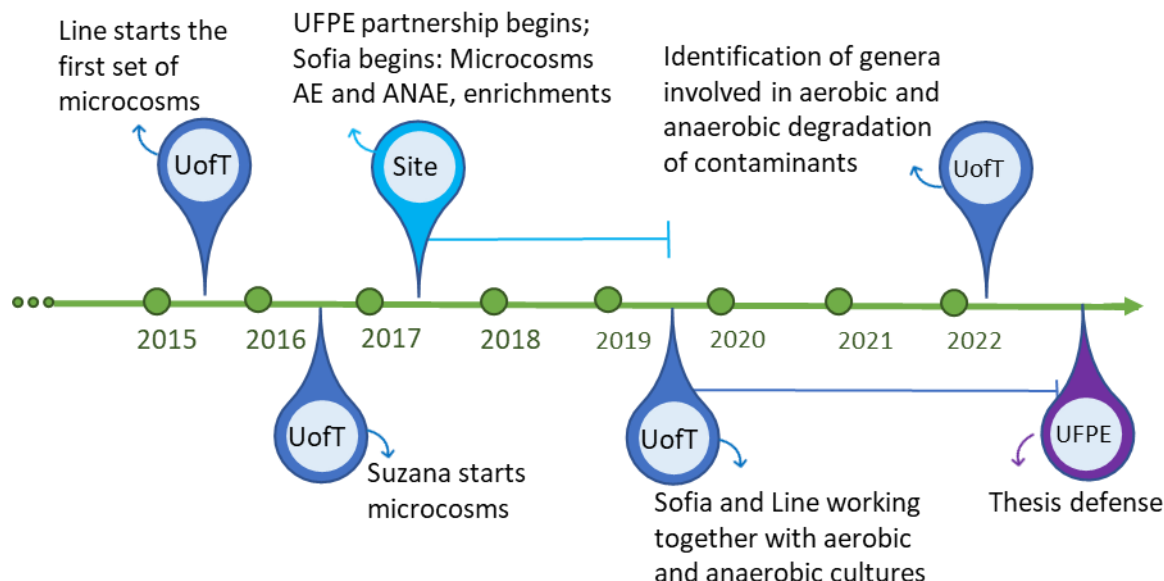 Line starts the
first set of
microcosms
UofT
UFPE partnership begins;
Sofia begins: Microcosms
AE and ANAE, enrichments
Site
Identification of genera
involved in aerobic and
anaerobic degradation
of contaminants
UofT
2015
2016
2017
2018
2019
2020
2021
2022
UofT
Suzana starts
microcosms
UofT
Sofia and Line working
together with aerobic
and anaerobic cultures
UFPE
Thesis defense